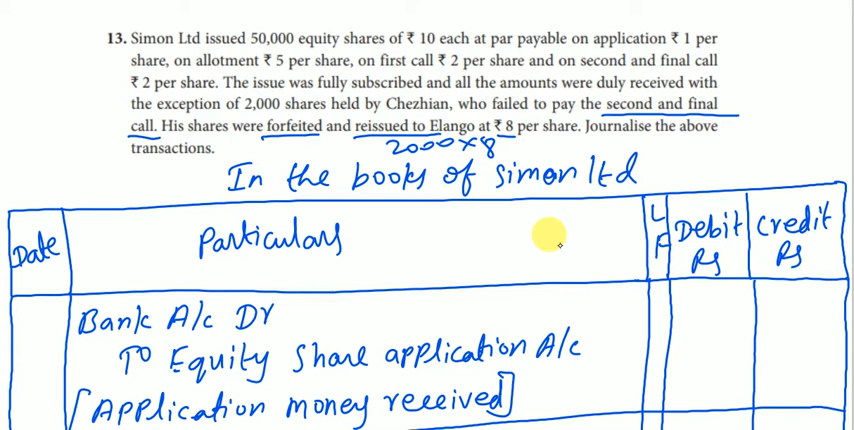 13. Simon Ltd issued 50,000 equity shares of ₹ 10 each at par payable on application ₹ 1 per
share, on allotment ₹ 5 per share, on first call ₹ 2 per share and on second and final call
₹ 2 per share. The issue was fully subscribed and all the amounts were duly received with
the exception of 2,000 shares held by Chezhian, who failed to pay the second and final
call. His shares were forfeited and reissued to Elango at ₹ 8 per share. Journalise the above
transactions.
2000 × 8
In the books of Simon ltd
Date Particulars L F Debit Rs Credit Rs
Bank A/c Dr
To Equity Share application A/c
[Application money received]